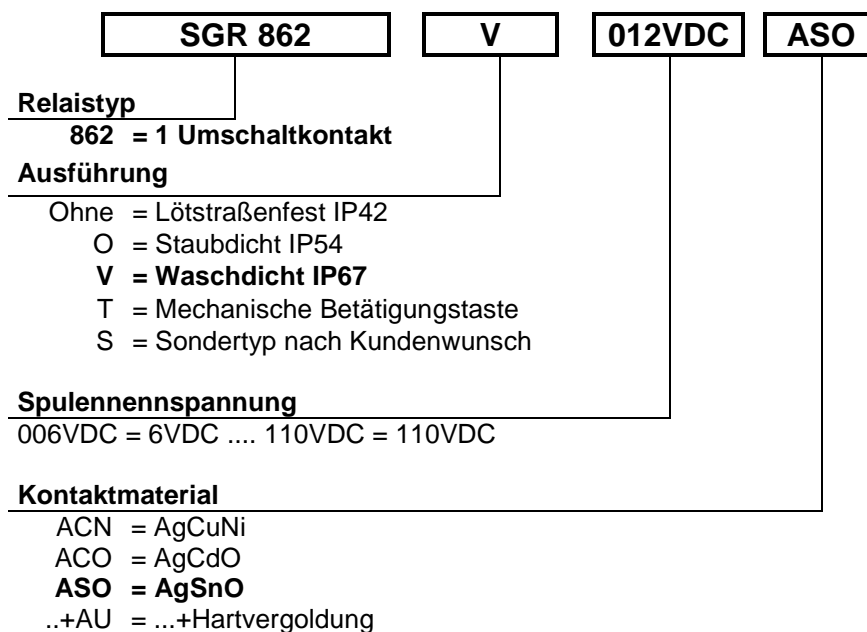 SGR 862 V 012VDC ASO
Relaistyp
862 = 1 Umschaltkontakt
Ausführung
Ohne = Lötstraßenfest IP42
O = Staubdicht IP54
V = Waschdicht IP67
T = Mechanische Betätigungstaste
S = Sondertyp nach Kundenwunsch
Spulennennspannung
006VDC = 6VDC .... 110VDC = 110VDC
Kontaktmaterial
ACN = AgCuNi
ACO = AgCdO
ASO = AgSnO
..+AU = ...+Hartvergoldung